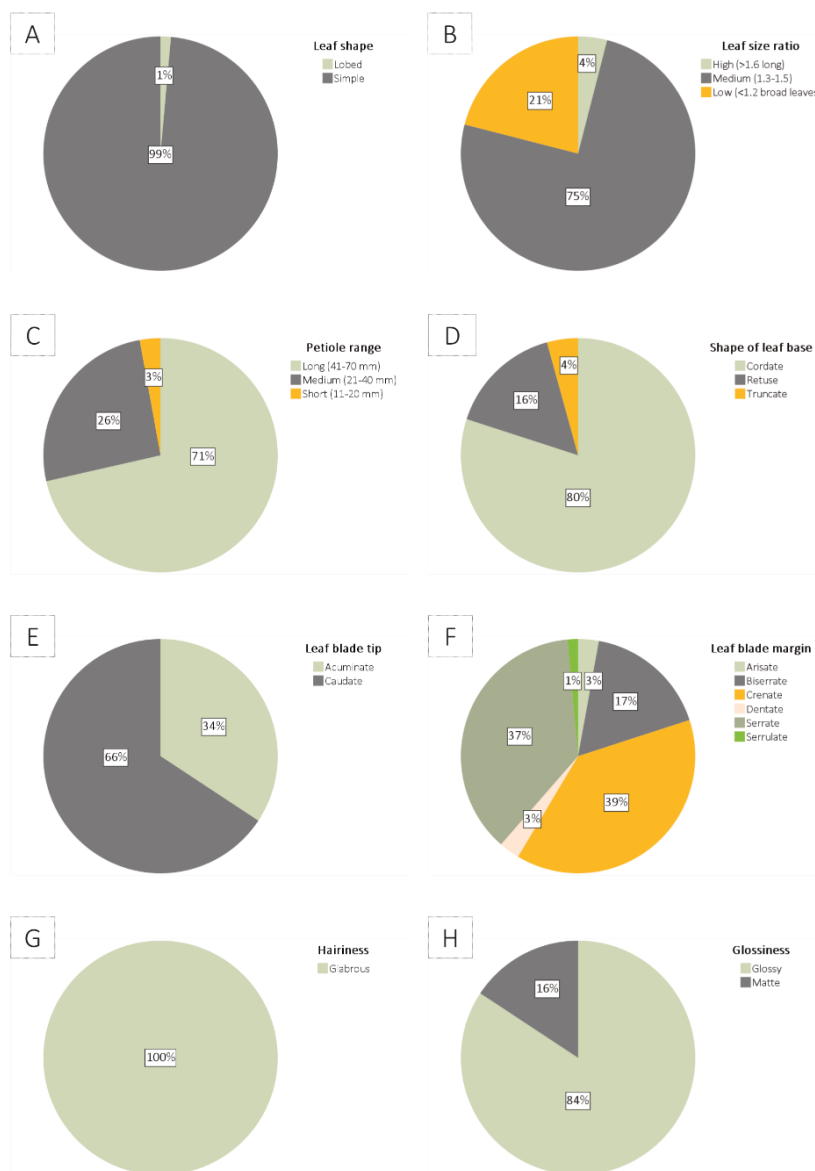 A
Leaf shape
Lobed
Simple
1%
99%
B
Leaf size ratio
High (>1.6 long)
Medium (1.3-1.5)
Low (<1.2 broad leaves
4%
21%
75%
C
Petiole range
Long (41-70 mm)
Medium (21-40 mm)
Short (11-20 mm)
3%
26%
71%
D
Shape of leaf base
Cordate
Retuse
Truncate
4%
16%
80%
E
Leaf blade tip
Acuminate
Caudate
34%
66%
F
Leaf blade margin
Arisate
Biserrate
Crenate
Dentate
Serrate
Serrulate
1%
3%
17%
37%
39%
3%
G
Hairiness
Glabrous
100%
H
Glossiness
Glossy
Matte
16%
84%